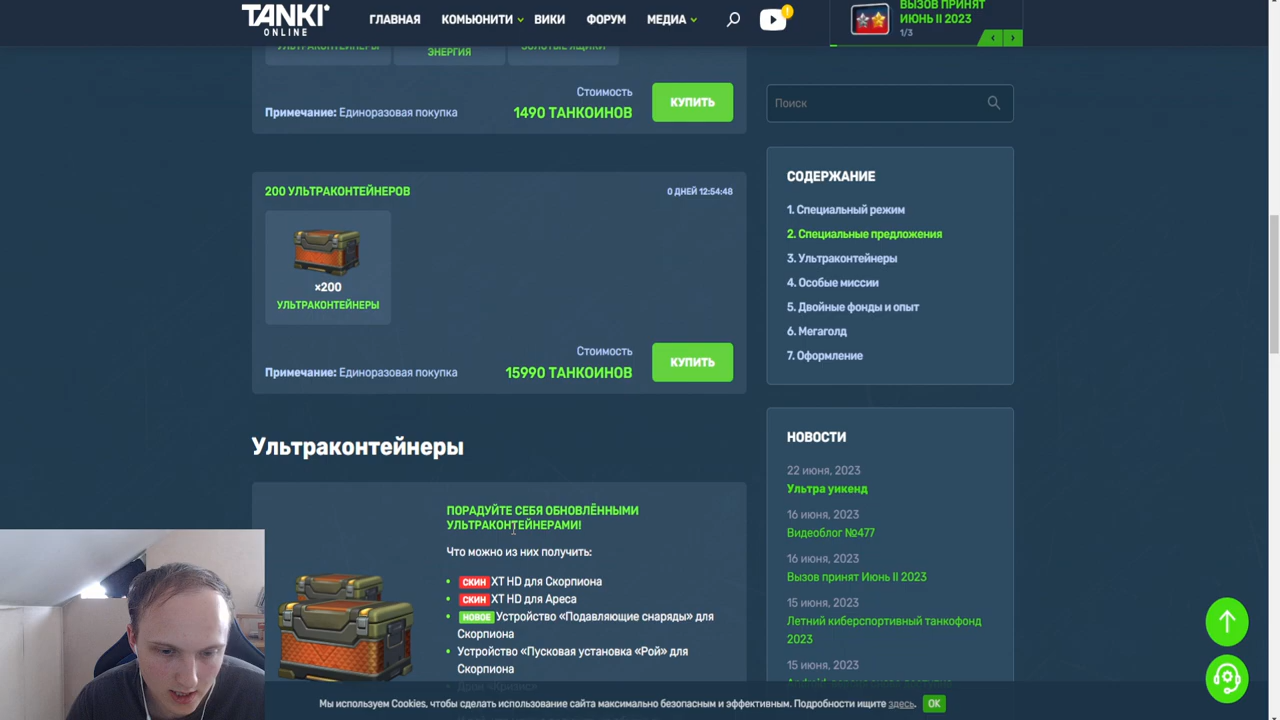 TANKI
ONLINE
ГЛАВНАЯ
КОМЬЮНИТИ
ВИКИ
ФОРУМ
МЕДИА
!
ВЫЗОВ ПРИНЯТ
ИЮНЬ II 2023
1/3
УЛЬТРАКОНТЕЙНЕРЫ
ЭНЕРГИЯ
ЗОЛОТЫЕ ЯЩИКИ
Стоимость
Примечание: Единоразовая покупка
1490 ТАНКОИНОВ
КУПИТЬ
200 УЛЬТРАКОНТЕЙНЕРОВ
0 ДНЕЙ 12:54:48
×200
УЛЬТРАКОНТЕЙНЕРЫ
Стоимость
Примечание: Единоразовая покупка
15990 ТАНКОИНОВ
КУПИТЬ
Ультраконтейнеры
ПОРАДУЙТЕ СЕБЯ ОБНОВЛЁННЫМИ
УЛЬТРАКОНТЕЙНЕРАМИ!
Что можно из них получить:
СКИН XT HD для Скорпиона
СКИН XT HD для Ареса
НОВОЕ Устройство «Подавляющие снаряды» для
Скорпиона
Устройство «Пусковая установка «Рой» для
Скорпиона
Дрон «Кризис»
Поиск
СОДЕРЖАНИЕ
1. Специальный режим
2. Специальные предложения
3. Ультраконтейнеры
4. Особые миссии
5. Двойные фонды и опыт
6. Мегаголд
7. Оформление
НОВОСТИ
22 июня, 2023
Ультра уикенд
16 июня, 2023
Видеоблог №477
16 июня, 2023
Вызов принят Июнь II 2023
15 июня, 2023
Летний киберспортивный танкофонд
2023
15 июня, 2023
Мы используем Cookies, чтобы сделать использование сайта максимально безопасным и эффективным. Подробности ищите здесь.
OK